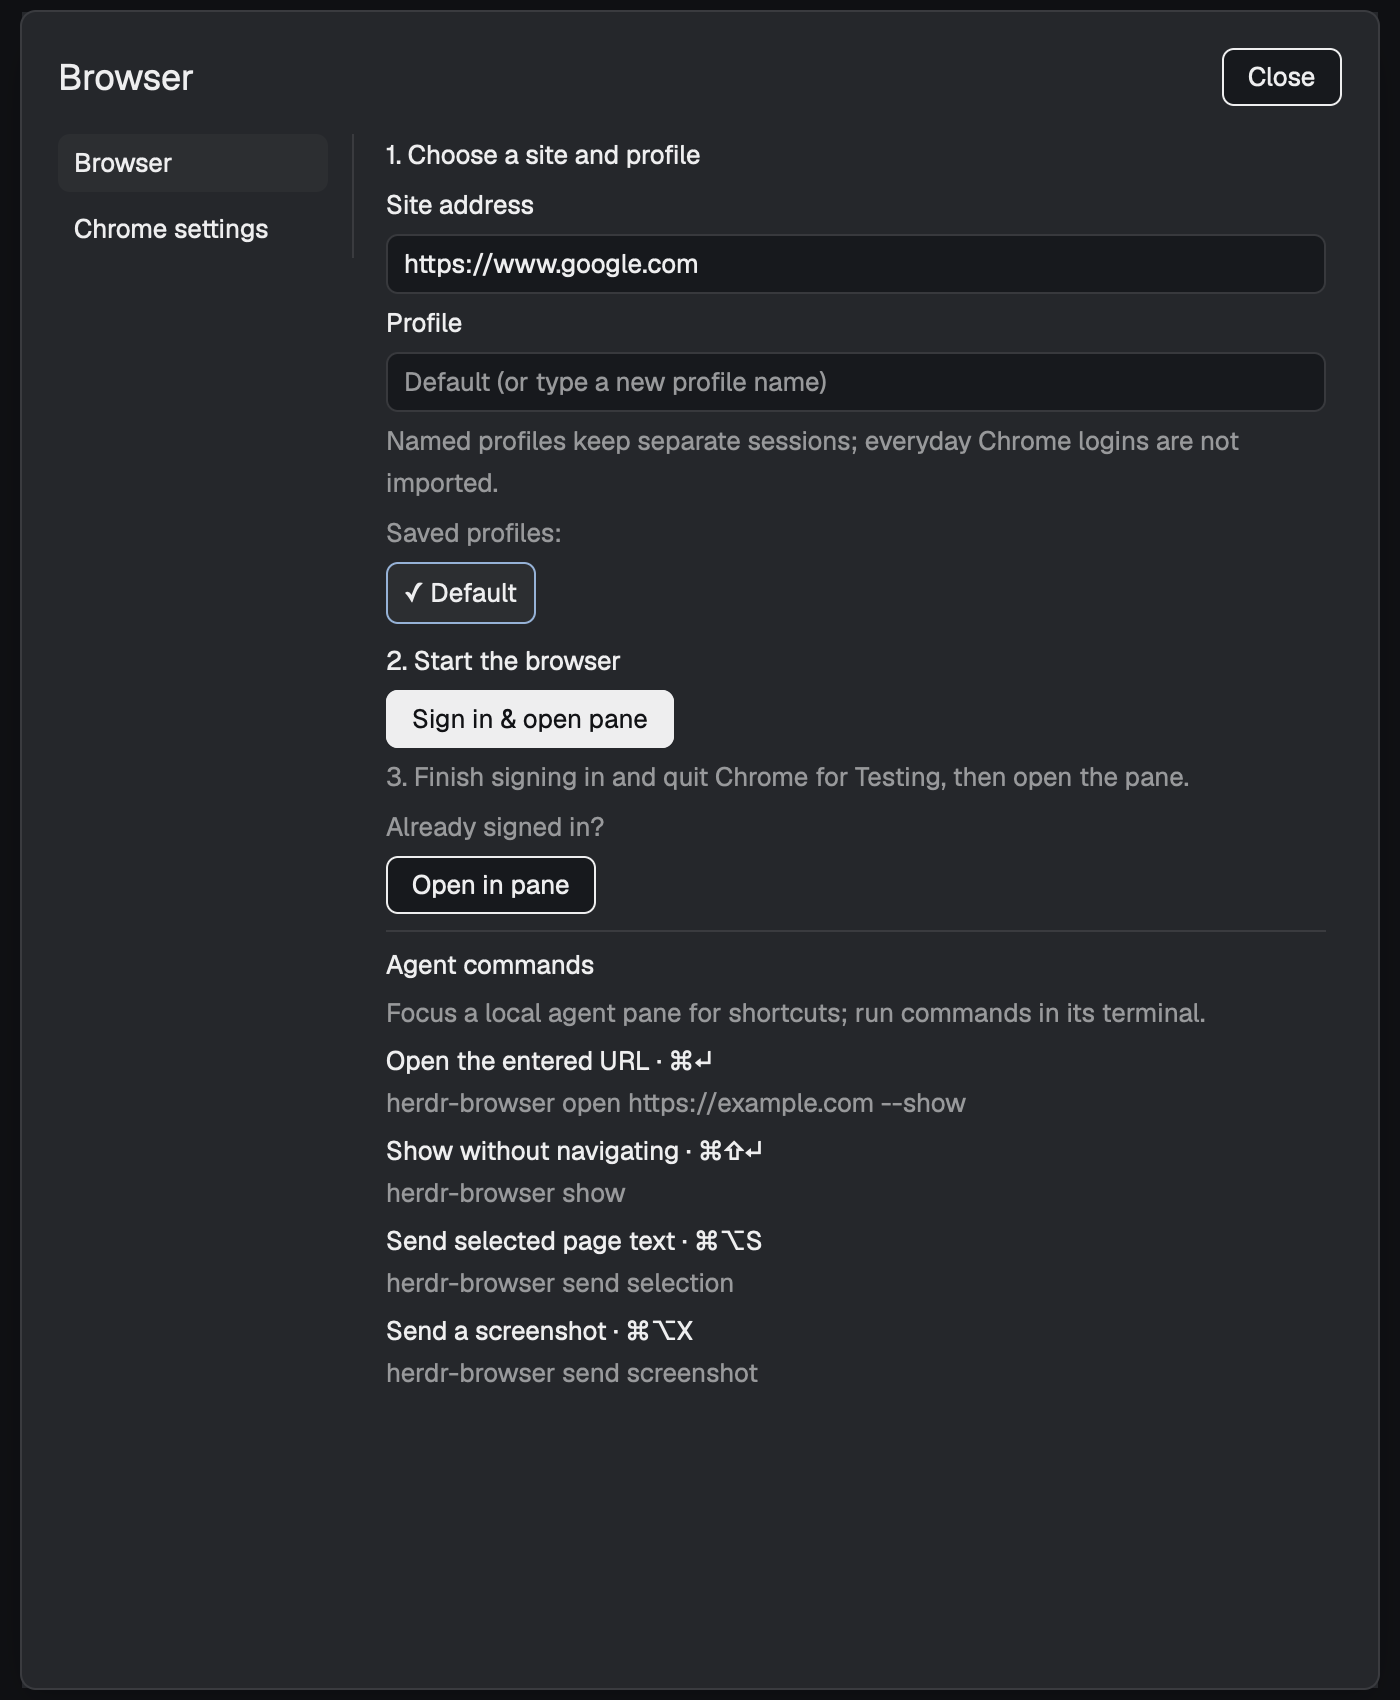 Browser
Close
Browser
Chrome settings
1. Choose a site and profile
Site address
https://www.google.com
Profile
Default (or type a new profile name)
Named profiles keep separate sessions; everyday Chrome logins are not
imported.
Saved profiles:
✓ Default
2. Start the browser
Sign in & open pane
3. Finish signing in and quit Chrome for Testing, then open the pane.
Already signed in?
Open in pane
Agent commands
Focus a local agent pane for shortcuts; run commands in its terminal.
Open the entered URL · ⌘↵
herdr-browser open https://example.com --show
Show without navigating · ⌘⇧↵
herdr-browser show
Send selected page text · ⌘⌥S
herdr-browser send selection
Send a screenshot · ⌘⌥X
herdr-browser send screenshot